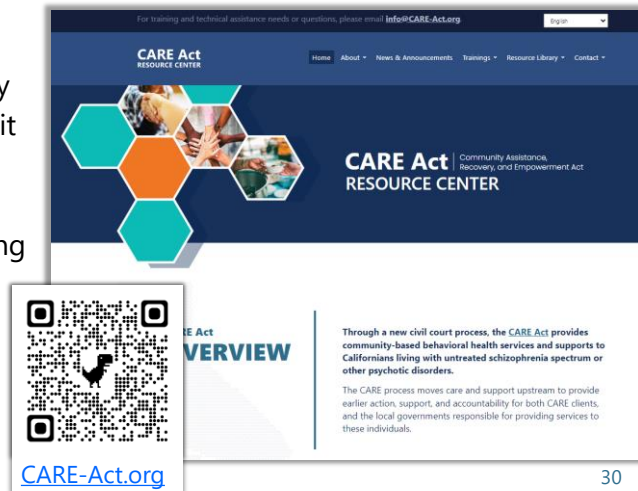 y
it
ng
For training and technical assistance needs or questions, please email info@CARE-Act.org.
English
CARE Act
RESOURCE CENTER
Home About News & Announcements Trainings Resource Library Contact
CARE Act Community Assistance,
Recovery, and Empowerment Act
RESOURCE CENTER
RE Act
VERVIEW
Through a new civil court process, the CARE Act provides
community-based behavioral health services and supports to
Californians living with untreated schizophrenia spectrum or
other psychotic disorders.
The CARE process moves care and support upstream to provide
earlier action, support, and accountability for both CARE clients,
and the local governments responsible for providing services to
these individuals.
CARE-Act.org
30